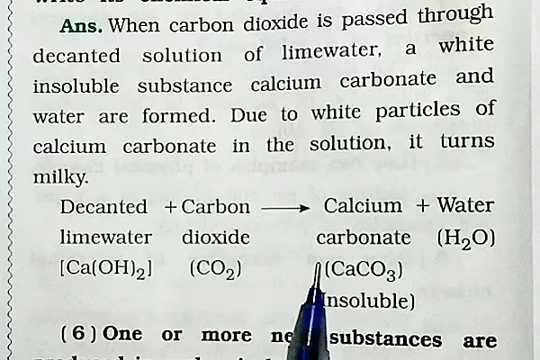 Ans. When carbon dioxide is passed through
decanted solution of limewater, a white
insoluble substance calcium carbonate and
water are formed. Due to white particles of
calcium carbonate in the solution, it turns
milky.
Decanted + Carbon ⟶ Calcium + Water
limewater dioxide carbonate (H₂O)
[Ca(OH)₂] (CO₂) (CaCO₃)
insoluble)
(6) One or more substances are